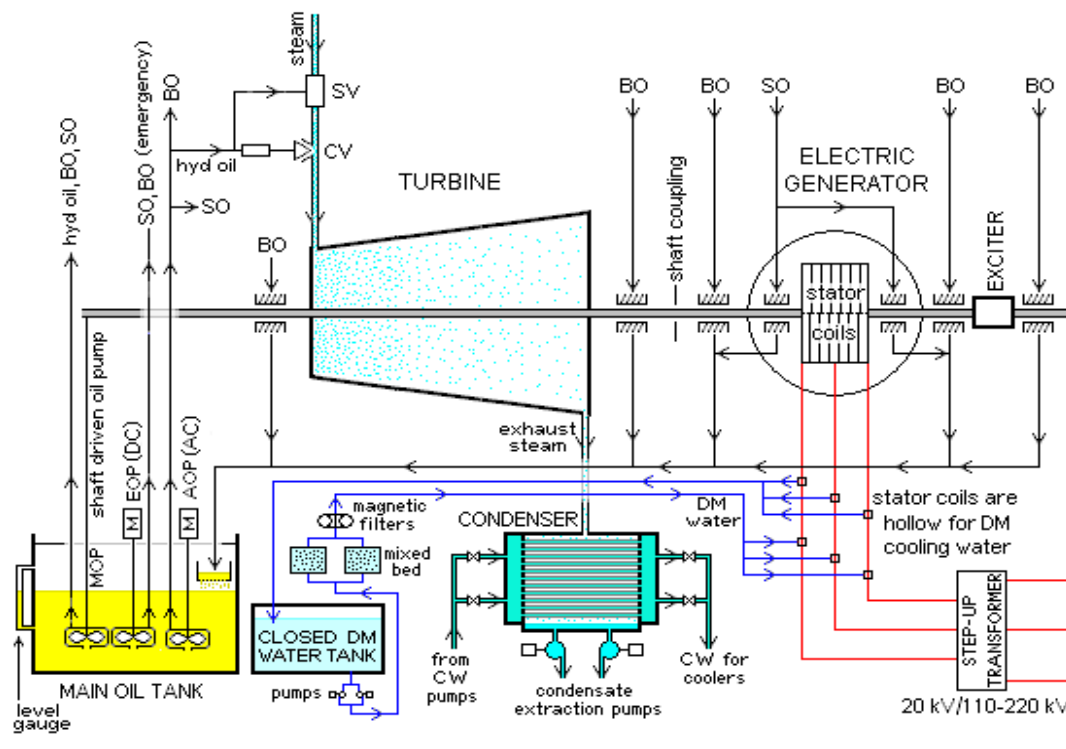 steam
SV
CV
hyd oil
hyd oil, BO, SO
SO, BO (emergency)
BO
SO
TURBINE
BO
BO
BO
SO
BO
BO
ELECTRIC
GENERATOR
shaft coupling
EXCITER
stator
coils
shaft driven oil pump
MOP
EOP (DC)
AOP (AC)
M
M
MAIN OIL TANK
level
gauge
exhaust
steam
magnetic
filters
mixed
bed
CLOSED DM
WATER TANK
pumps
CONDENSER
DM
water
from
CW
pumps
condensate
extraction pumps
CW for
coolers
stator coils are
hollow for DM
cooling water
STEP-UP
TRANSFORMER
20 kV/110-220 kV